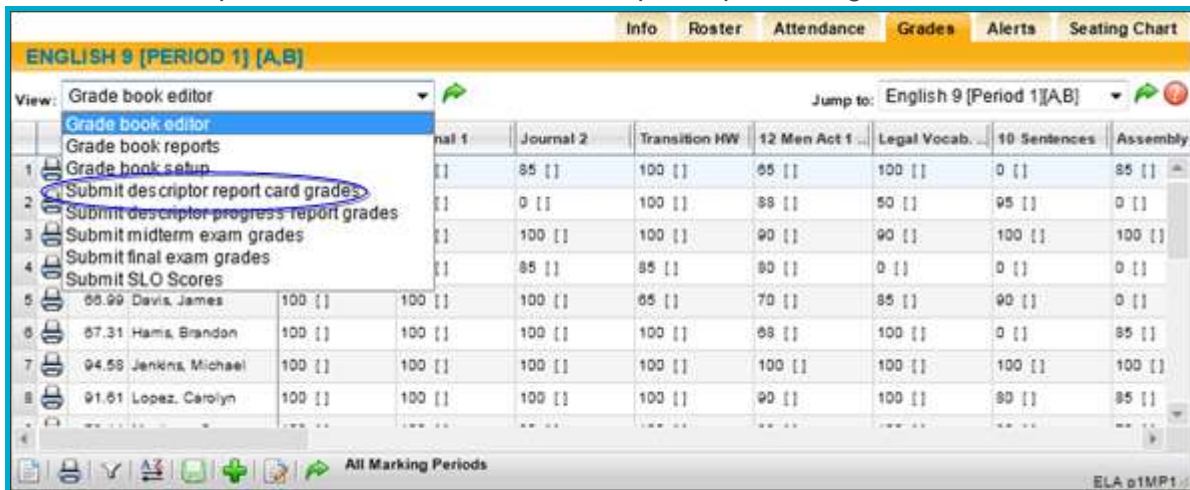 Info Roster Attendance Grades Alerts Seating Chart
ENGLISH 9 [PERIOD 1] [A,B]
View: Grade book editor Jump to: English 9 [Period 1][A,B]
Grade book editor
Grade book reports
Grade book setup
Submit descriptor report card grades
Submit descriptor progress report grades
Submit midterm exam grades
Submit final exam grades
Submit SLO Scores
nal 1 Journal 2 Transition HW 12 Men Act 1 ... Legal Vocab. ... 10 Sentences Assembly
1 [] 85 [] 100 [] 65 [] 100 [] 0 [] 85 []
2 [] 0 [] 100 [] 88 [] 50 [] 95 [] 0 []
3 [] 100 [] 100 [] 90 [] 90 [] 100 [] 100 []
4 [] 85 [] 85 [] 80 [] 0 [] 0 [] 0 []
5 66.99 Davis, James 100 [] 100 [] 100 [] 65 [] 70 [] 85 [] 90 [] 0 []
6 67.31 Harris, Brandon 100 [] 100 [] 100 [] 100 [] 68 [] 100 [] 0 [] 85 []
7 94.58 Jenkins, Michael 100 [] 100 [] 100 [] 100 [] 100 [] 100 [] 100 [] 100 []
8 91.61 Lopez, Carolyn 100 [] 100 [] 100 [] 100 [] 90 [] 100 [] 80 [] 85 []
All Marking Periods
ELA p1MP1